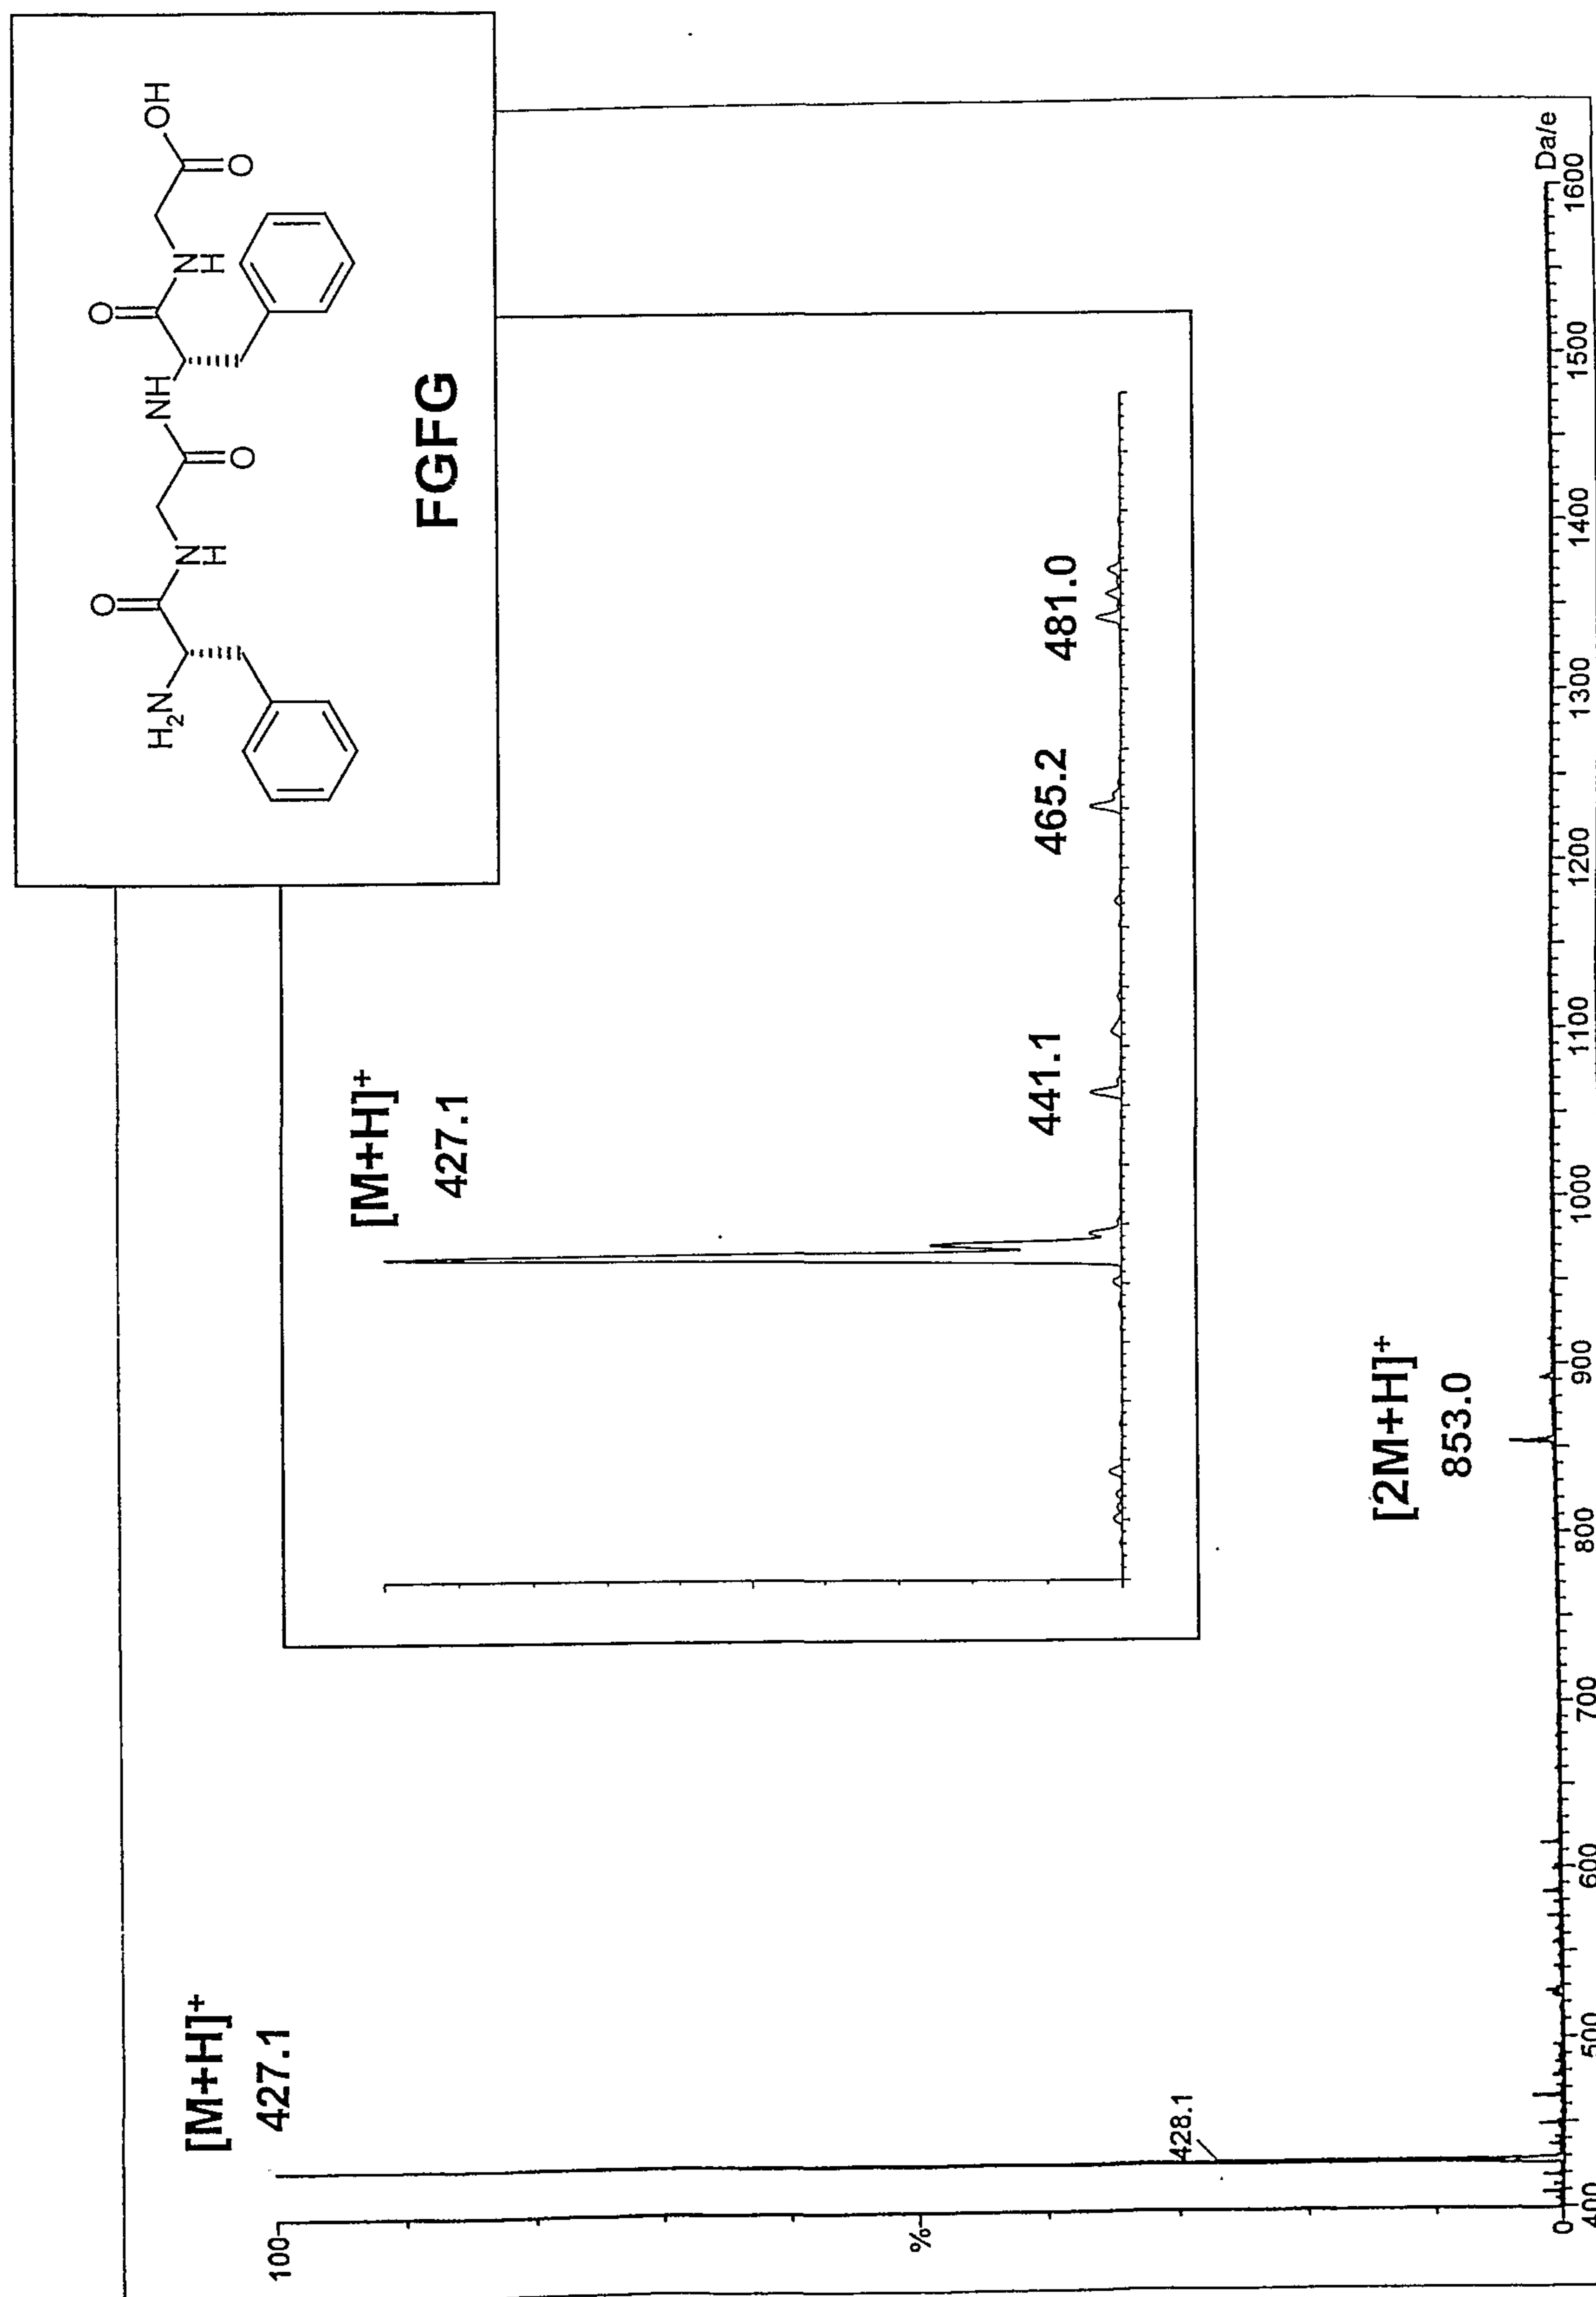 H₂N
O
N
H
O
NH
O
N
H
O
OH
FGFG
[M+H]⁺
427.1
[M+H]⁺
427.1
441.1
465.2
481.0
428.1
[2M+H]⁺
853.0
100
%
0
400 500 600 700 800 900 1000 1100 1200 1300 1400 1500 1600
Da/e